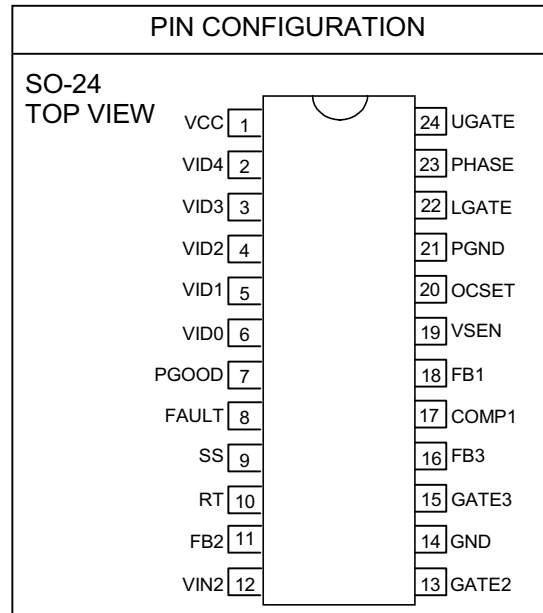 PIN CONFIGURATION
SO-24
TOP VIEW
VCC 1 24 UGATE
VID4 2 23 PHASE
VID3 3 22 LGATE
VID2 4 21 PGND
VID1 5 20 OCSET
VID0 6 19 VSEN
PGOOD 7 18 FB1
FAULT 8 17 COMP1
SS 9 16 FB3
RT 10 15 GATE3
FB2 11 14 GND
VIN2 12 13 GATE2